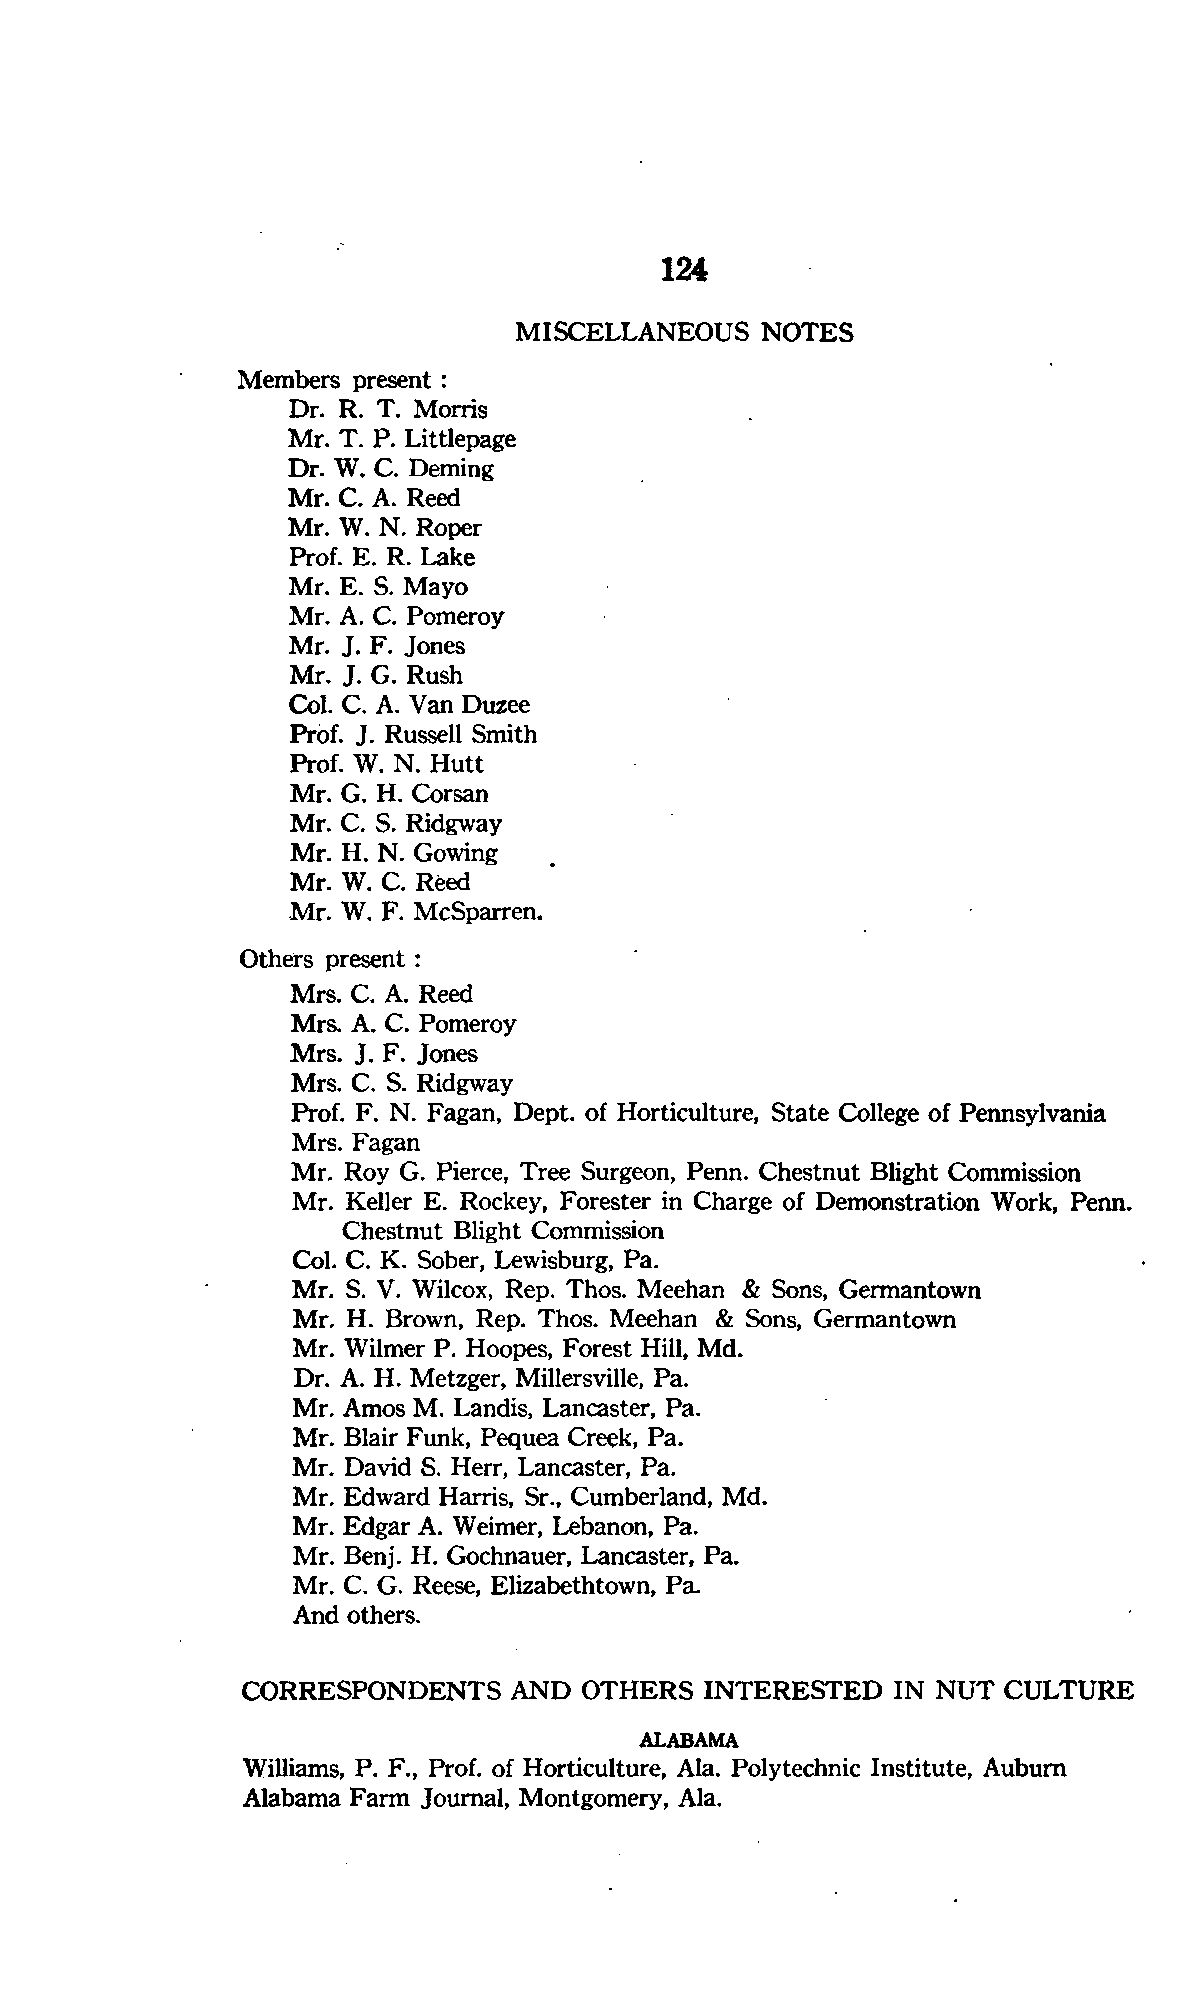 124
MISCELLANEOUS NOTES
Members present :
Dr. R. T. Morris
Mr. T. P. Littlepage
Dr. W. C. Deming
Mr. C. A. Reed
Mr. W. N. Roper
Prof. E. R. Lake
Mr. E. S. Mayo
Mr. A. C. Pomeroy
Mr. J. F. Jones
Mr. J. G. Rush
Col. C. A. Van Duzee
Prof. J. Russell Smith
Prof. W. N. Hutt
Mr. G. H. Corsan
Mr. C. S. Ridgway
Mr. H. N. Gowing
Mr. W. C. Reed
Mr. W. F. McSparren.
Others present :
Mrs. C. A. Reed
Mrs. A. C. Pomeroy
Mrs. J. F. Jones
Mrs. C. S. Ridgway
Prof. F. N. Fagan, Dept. of Horticulture, State College of Pennsylvania
Mrs. Fagan
Mr. Roy G. Pierce, Tree Surgeon, Penn. Chestnut Blight Commission
Mr. Keller E. Rockey, Forester in Charge of Demonstration Work, Penn.
Chestnut Blight Commission
Col. C. K. Sober, Lewisburg, Pa.
Mr. S. V. Wilcox, Rep. Thos. Meehan & Sons, Germantown
Mr. H. Brown, Rep. Thos. Meehan & Sons, Germantown
Mr. Wilmer P. Hoopes, Forest Hill, Md.
Dr. A. H. Metzger, Millersville, Pa.
Mr. Amos M. Landis, Lancaster, Pa.
Mr. Blair Funk, Pequea Creek, Pa.
Mr. David S. Herr, Lancaster, Pa.
Mr. Edward Harris, Sr., Cumberland, Md.
Mr. Edgar A. Weimer, Lebanon, Pa.
Mr. Benj. H. Gochnauer, Lancaster, Pa.
Mr. C. G. Reese, Elizabethtown, Pa.
And others.
CORRESPONDENTS AND OTHERS INTERESTED IN NUT CULTURE
ALABAMA
Williams, P. F., Prof. of Horticulture, Ala. Polytechnic Institute, Auburn
Alabama Farm Journal, Montgomery, Ala.